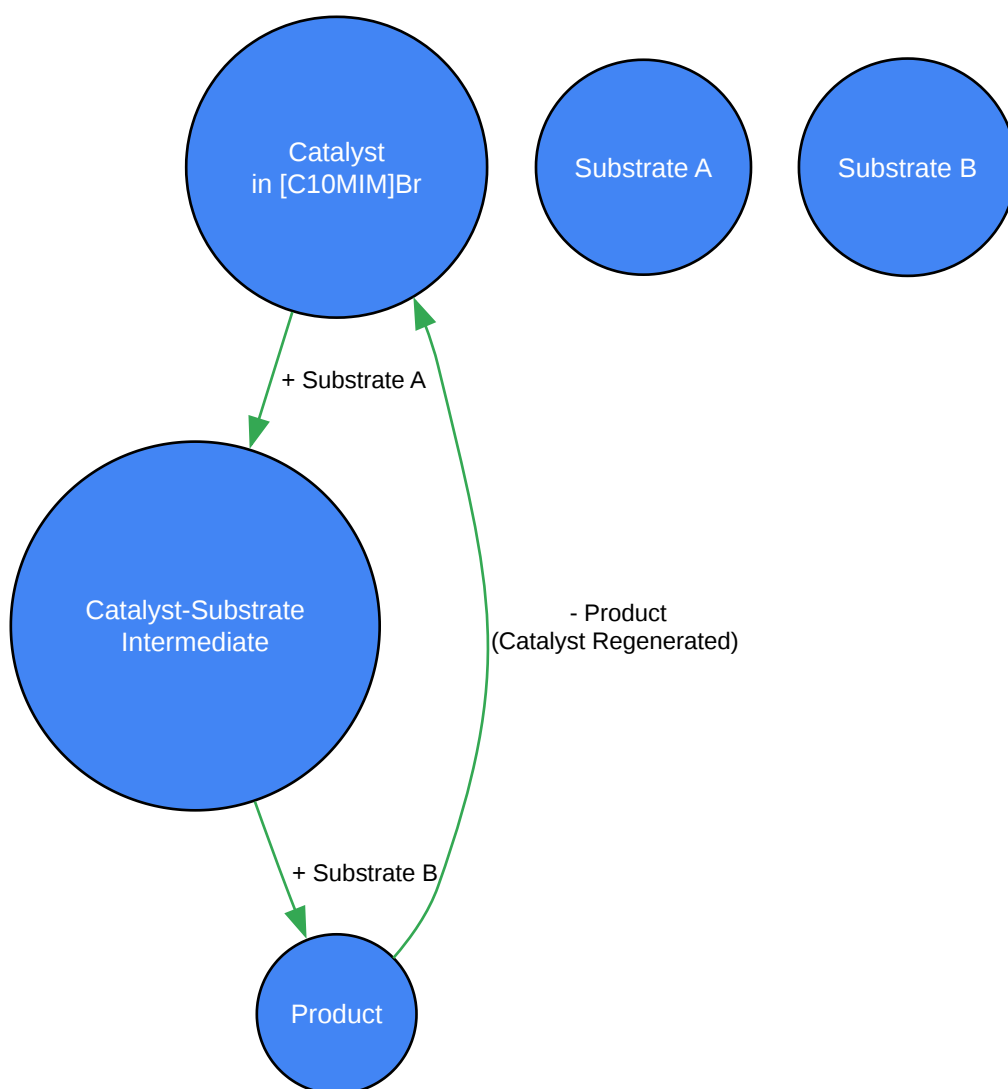 Catalyst
in [C10MIM]Br
Substrate A
Substrate B
+ Substrate A
Catalyst-Substrate
Intermediate
- Product
(Catalyst Regenerated)
+ Substrate B
Product